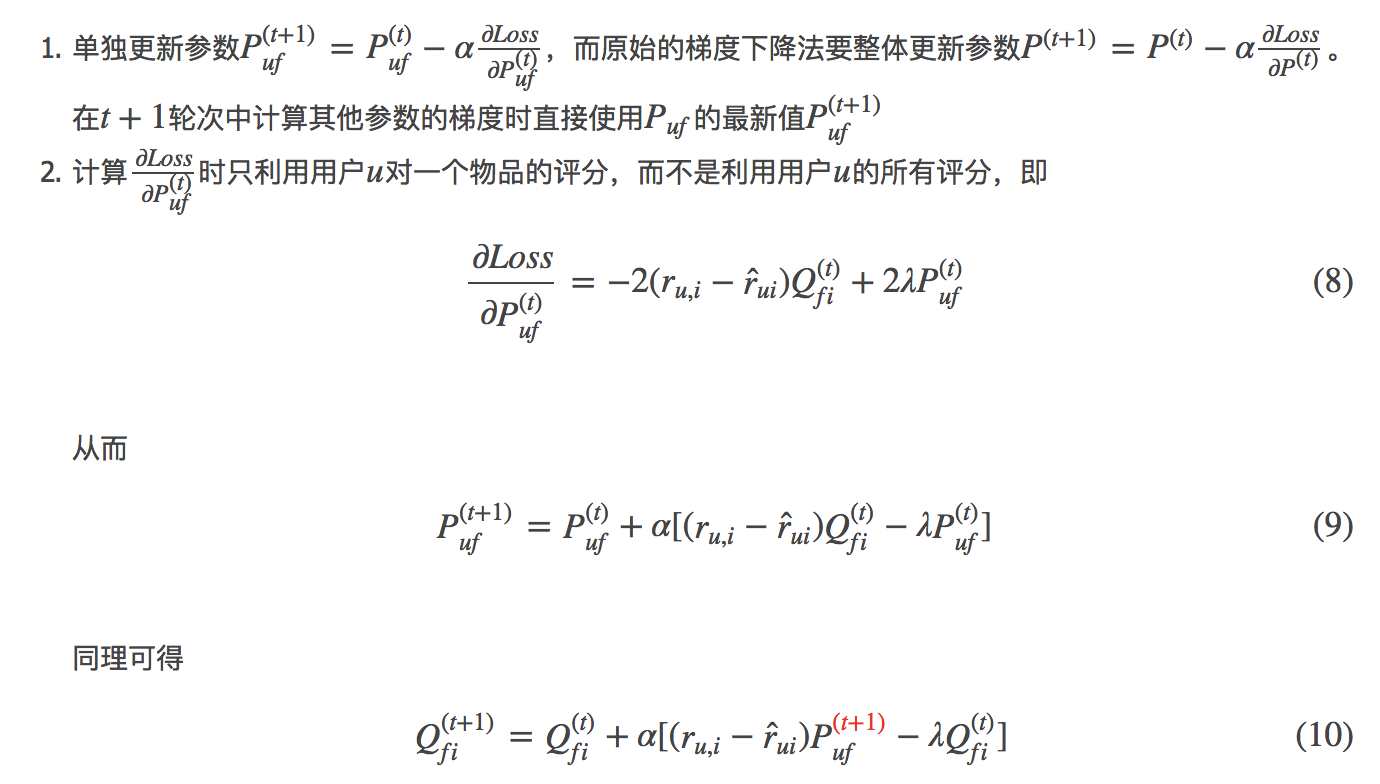 1. 单独更新参数$P_{uf}^{(t+1)} = P_{uf}^{(t)} - \alpha \frac{\partial Loss}{\partial P_{uf}^{(t)}}$，而原始的梯度下降法要整体更新参数$P^{(t+1)} = P^{(t)} - \alpha \frac{\partial Loss}{\partial P^{(t)}}$。
在$t + 1$轮次中计算其他参数的梯度时直接使用$P_{uf}$的最新值$P_{uf}^{(t+1)}$
2. 计算$\frac{\partial Loss}{\partial P_{uf}^{(t)}}$时只利用用户$u$对一个物品的评分，而不是利用用户$u$的所有评分，即
$\frac{\partial Loss}{\partial P_{uf}^{(t)}} = -2(r_{u,i} - \hat{r}_{ui})Q_{fi}^{(t)} + 2\lambda P_{uf}^{(t)}$ (8)
从而
$P_{uf}^{(t+1)} = P_{uf}^{(t)} + \alpha[(r_{u,i} - \hat{r}_{ui})Q_{fi}^{(t)} - \lambda P_{uf}^{(t)}]$ (9)
同理可得
$Q_{fi}^{(t+1)} = Q_{fi}^{(t)} + \alpha[(r_{u,i} - \hat{r}_{ui})P_{uf}^{(t+1)} - \lambda Q_{fi}^{(t)}]$ (10)